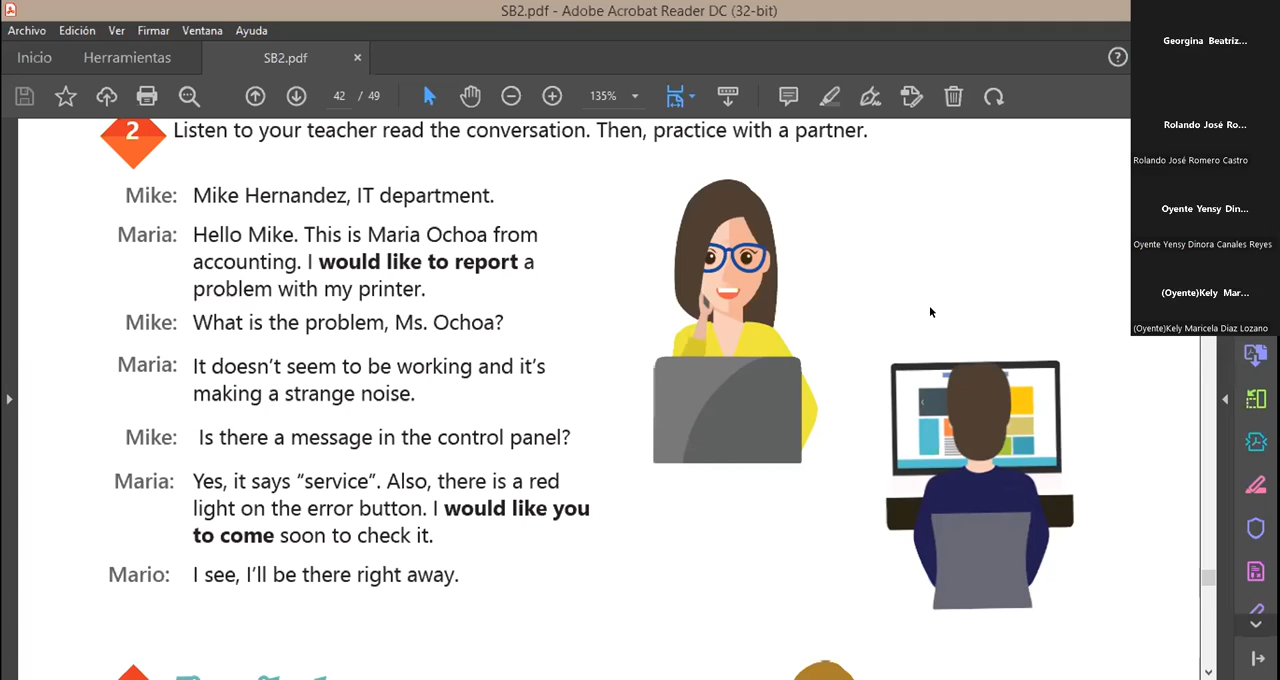 SB2.pdf - Adobe Acrobat Reader DC (32-bit)
Archivo Edición Ver Firmar Ventana Ayuda
Inicio Herramientas SB2.pdf ×
42 / 49 135%
2 Listen to your teacher read the conversation. Then, practice with a partner.
Mike: Mike Hernandez, IT department.
Maria: Hello Mike. This is Maria Ochoa from
accounting. I would like to report a
problem with my printer.
Mike: What is the problem, Ms. Ochoa?
Maria: It doesn't seem to be working and it's
making a strange noise.
Mike: Is there a message in the control panel?
Maria: Yes, it says “service”. Also, there is a red
light on the error button. I would like you
to come soon to check it.
Mario: I see, I'll be there right away.
Georgina Beatriz...
Rolando José Ro...
Rolando José Romero Castro
Oyente Yensy Din...
Oyente Yensy Dinora Canales Reyes
(Oyente)Kely Mar...
(Oyente)Kely Maricela Diaz Lozano